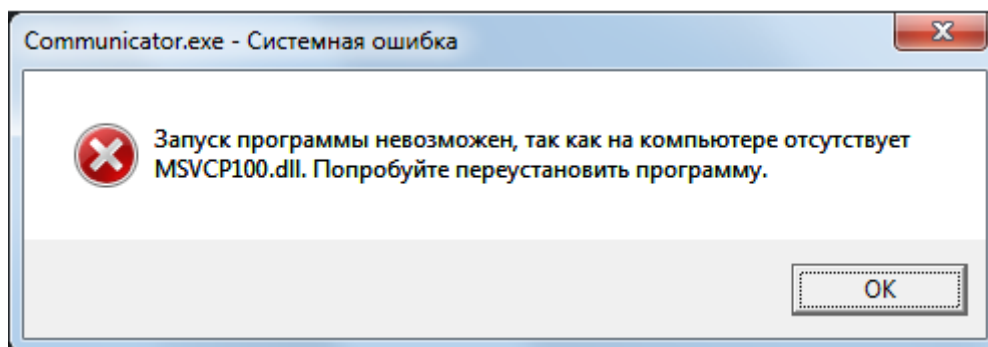 Communicator.exe - Системная ошибка
Запуск программы невозможен, так как на компьютере отсутствует
MSVCP100.dll. Попробуйте переустановить программу.
OK